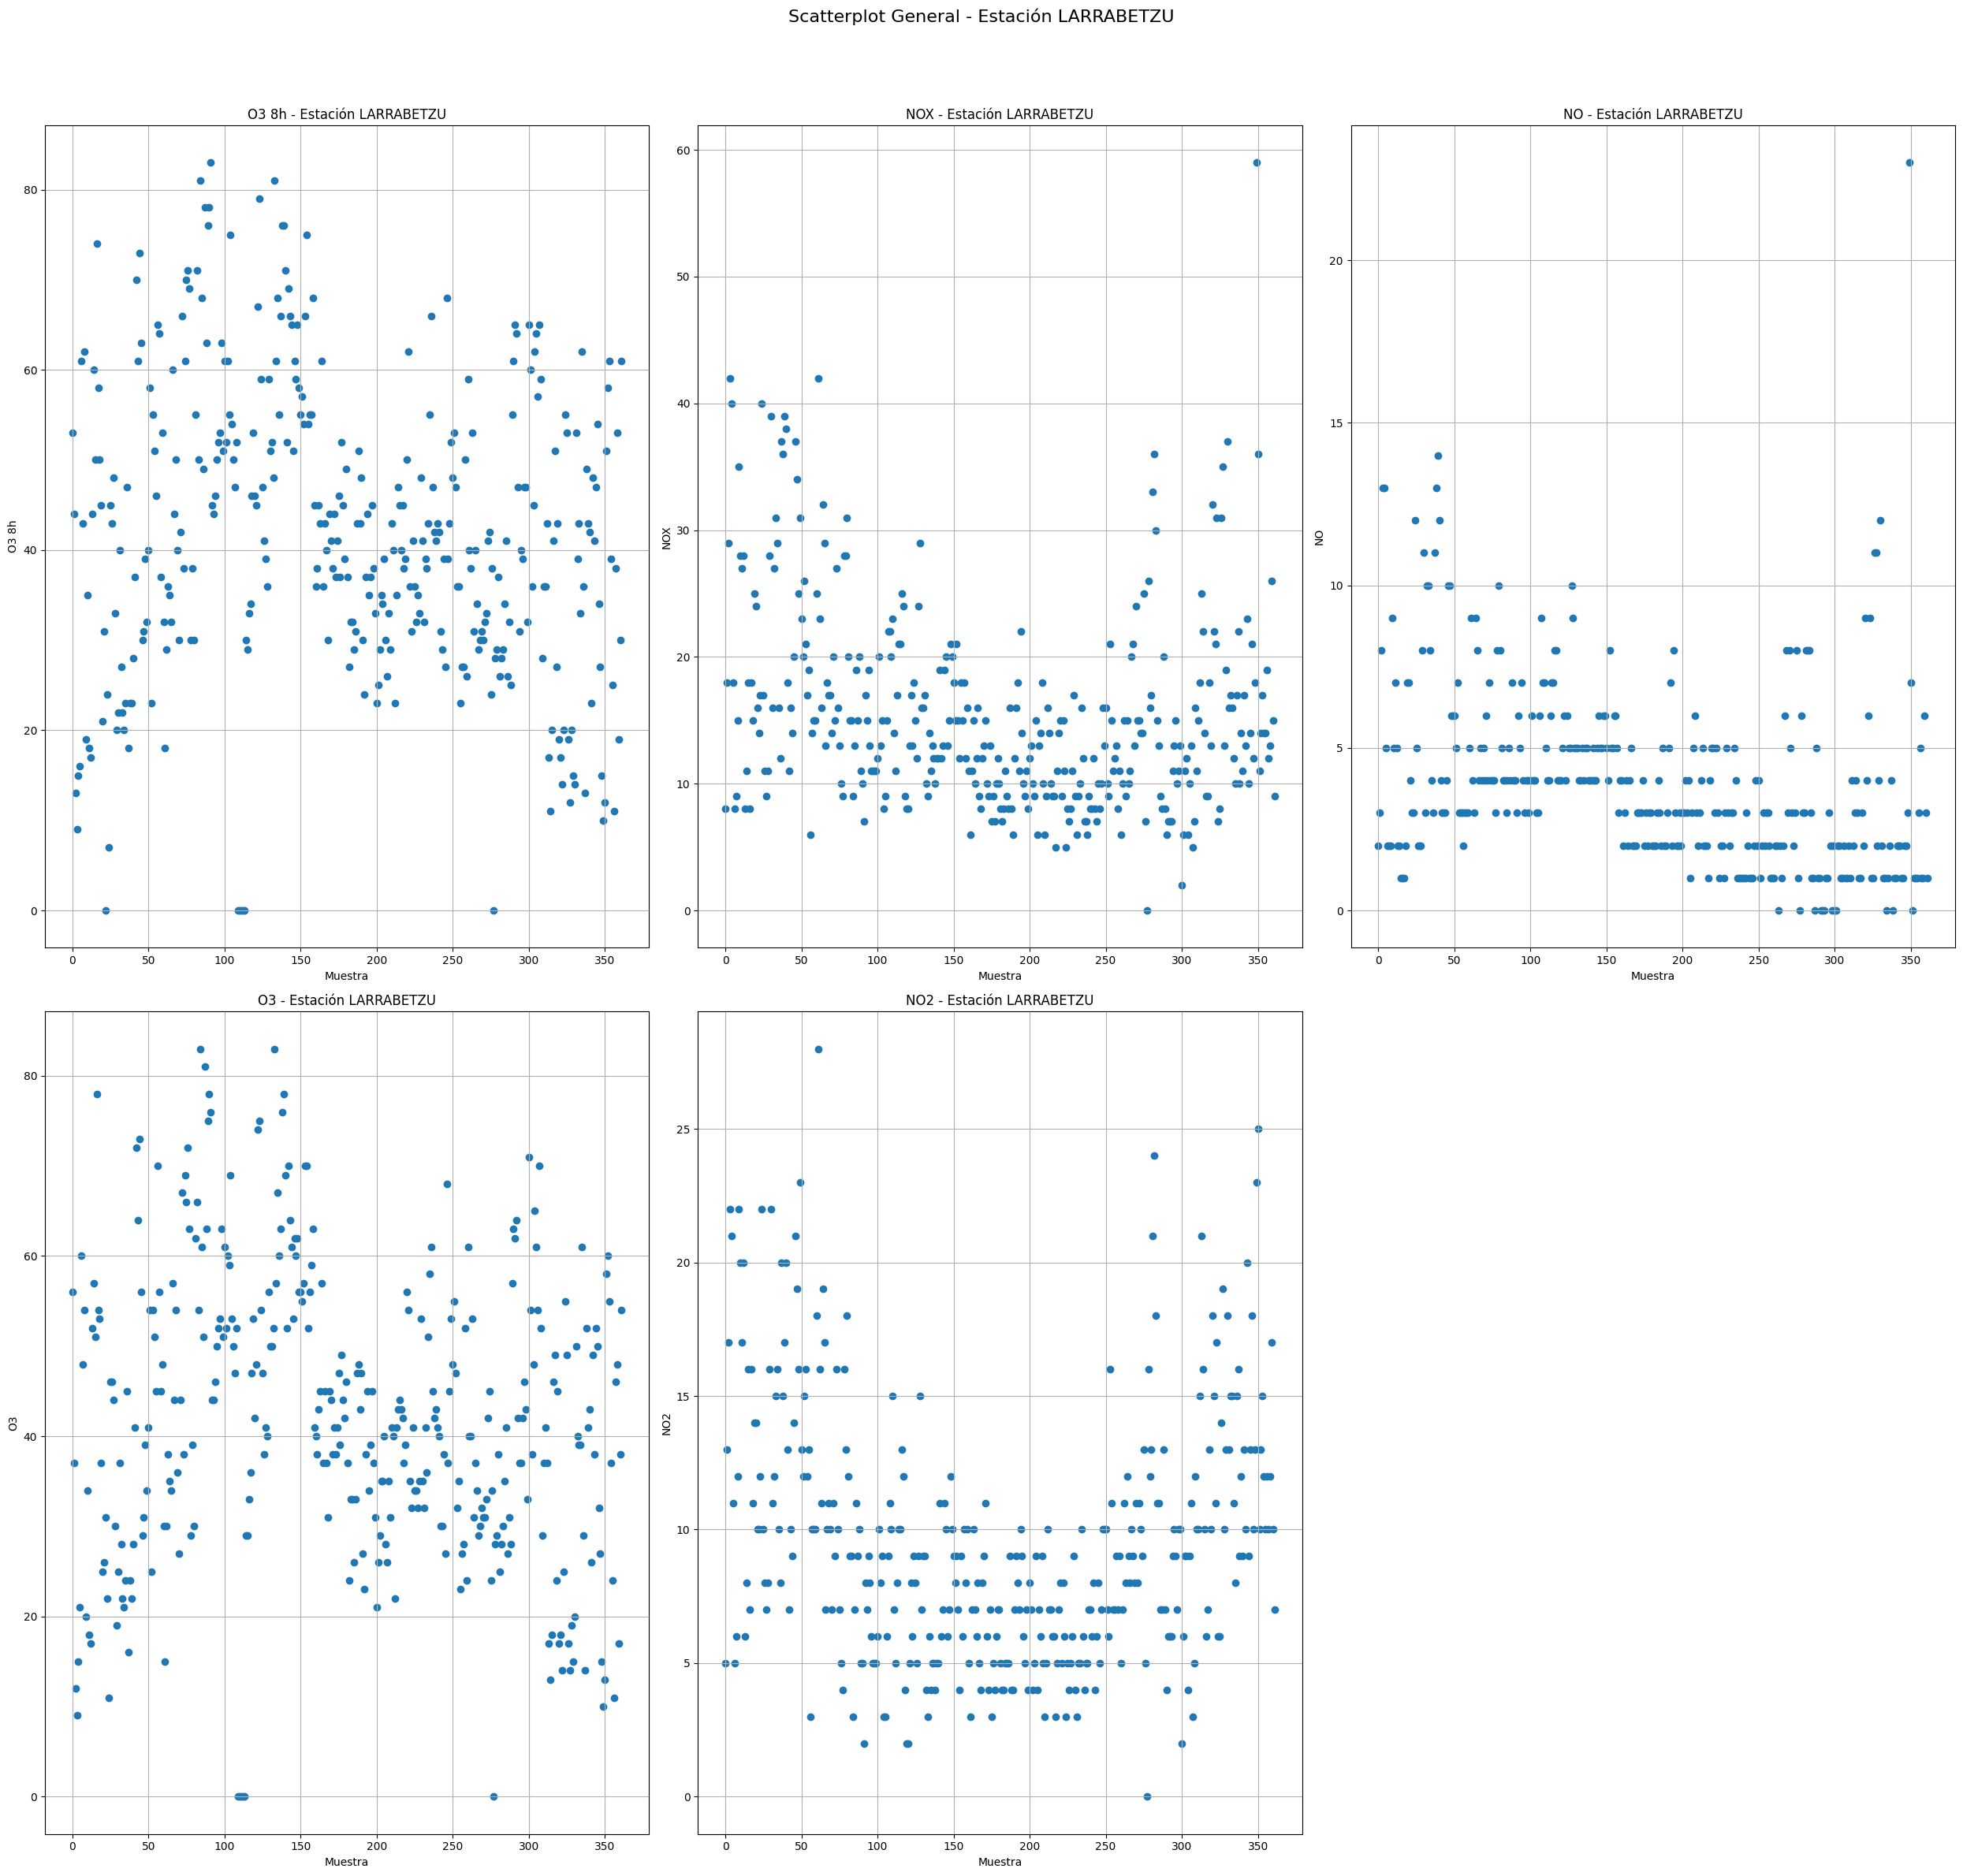 Scatterplot General - Estación LARRABETZU
O3 8h - Estación LARRABETZU
O3 8h
80
60
40
20
0
0 50 100 150 200 250 300 350
Muestra
NOX - Estación LARRABETZU
NOX
60
50
40
30
20
10
0
0 50 100 150 200 250 300 350
Muestra
NO - Estación LARRABETZU
NO
20
15
10
5
0
0 50 100 150 200 250 300 350
Muestra
O3 - Estación LARRABETZU
O3
80
60
40
20
0
0 50 100 150 200 250 300 350
Muestra
NO2 - Estación LARRABETZU
NO2
25
20
15
10
5
0
0 50 100 150 200 250 300 350
Muestra